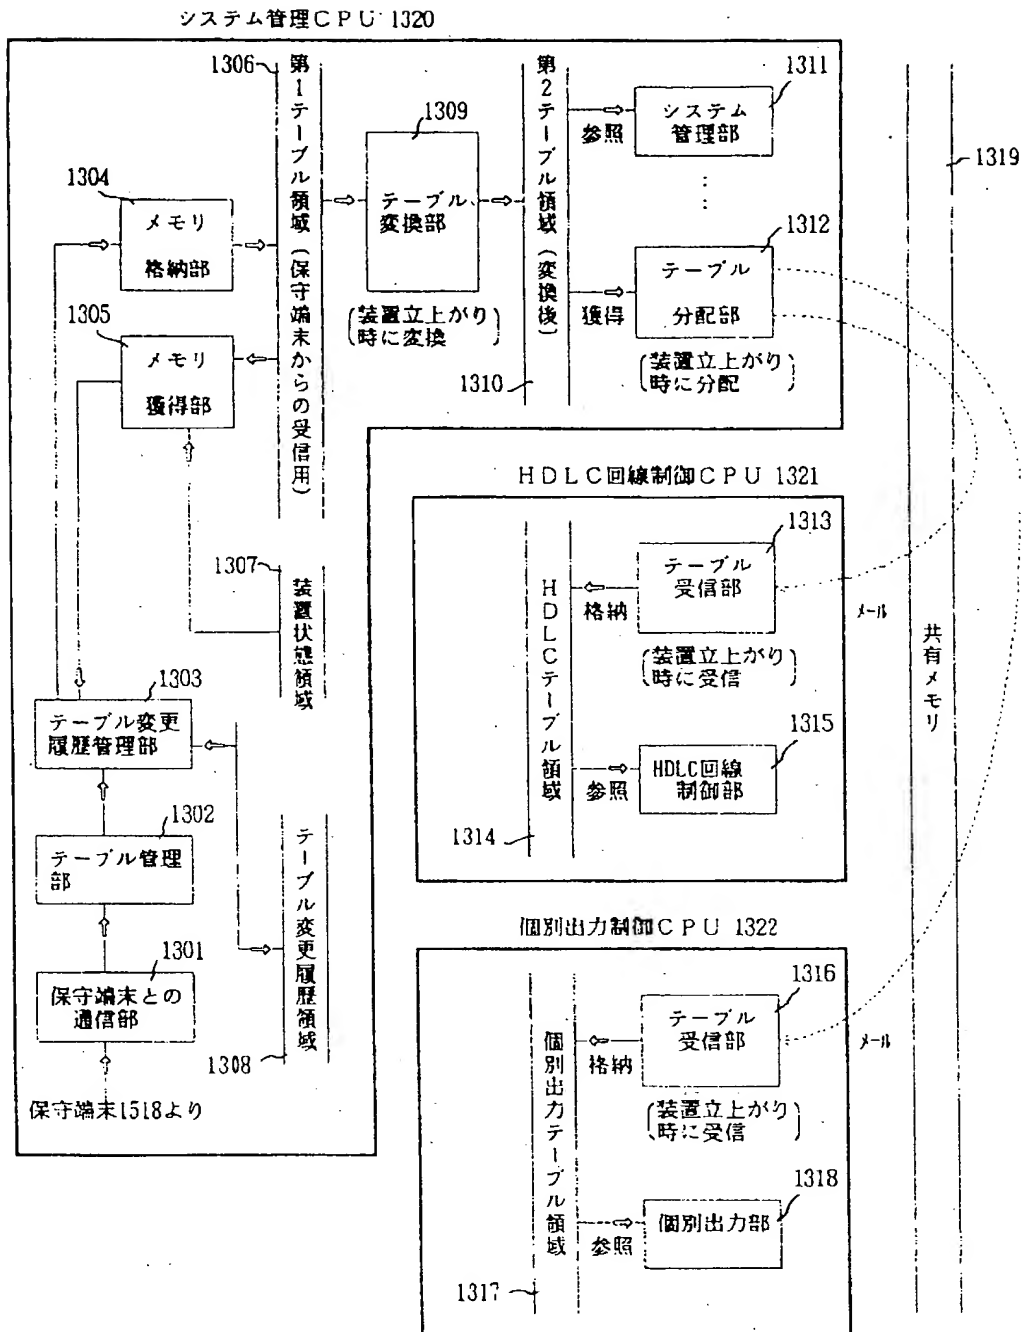 システム管理CPU 1320
1306
第1テーブル領域(保守端末からの受信用)
1309
テーブル
変換部
(装置立上がり
時に変換)
第2テーブル領域(変換後)
1310
参照
1311
システム
管理部
1312
獲得
テーブル
分配部
(装置立上がり
時に分配)
1304
メモリ
格納部
1305
メモリ
獲得部
1307
装置状態領域
1303
テーブル変更
履歴管理部
1302
テーブル管理
部
1301
保守端末との
通信部
保守端末1518より
1308
テーブル変更履歴領域
HDLC回線制御CPU 1321
HDLCテーブル領域
1314
1313
テーブル
受信部
格納
(装置立上がり
時に受信)
1315
HDLC回線
制御部
参照
メール
1319
共有メモリ
個別出力制御CPU 1322
個別出力テーブル領域
1317
1316
テーブル
受信部
格納
(装置立上がり
時に受信)
1318
個別出力部
参照
メール